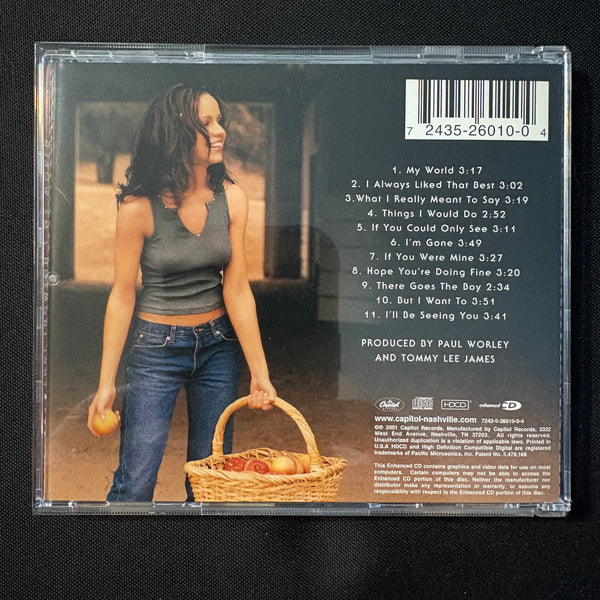 7 2435-26010-0 4
1. My World 3:17
2. I Always Liked That Best 3:02
3.What I Really Meant To Say 3:19
4. Things I Would Do 2:52
5. If You Could Only See 3:11
6. I'm Gone 3:49
7. If You Were Mine 3:27
8. Hope You're Doing Fine 3:20
9. There Goes The Boy 2:34
10. But I Want To 3:51
11. I'll Be Seeing You 3:41
PRODUCED BY PAUL WORLEY
AND TOMMY LEE JAMES
Capitol HDCD enhanced CD
www.capitol-nashville.com 7243-5-26010-0-4
℗© 2001 Capitol Records. Manufactured by Capitol Records, 3322
West End Avenue, Nashville, TN 37203. All rights reserved.
Unauthorized duplication is a violation of applicable laws. Printed in
U.S.A HDCD and High Definition Compatible Digital are registered
trademarks of Pacific Microsonics, Inc. Patent No. 5,479,168
This Enhanced CD contains graphics and video data for use on most
computers. Certain computers may not be able to access the
Enhanced CD portion of this disc. Neither the manufacturer nor
distributor make any representation or warranty, or assume any
responsibility with respect to the Enhanced CD portion of this disc.